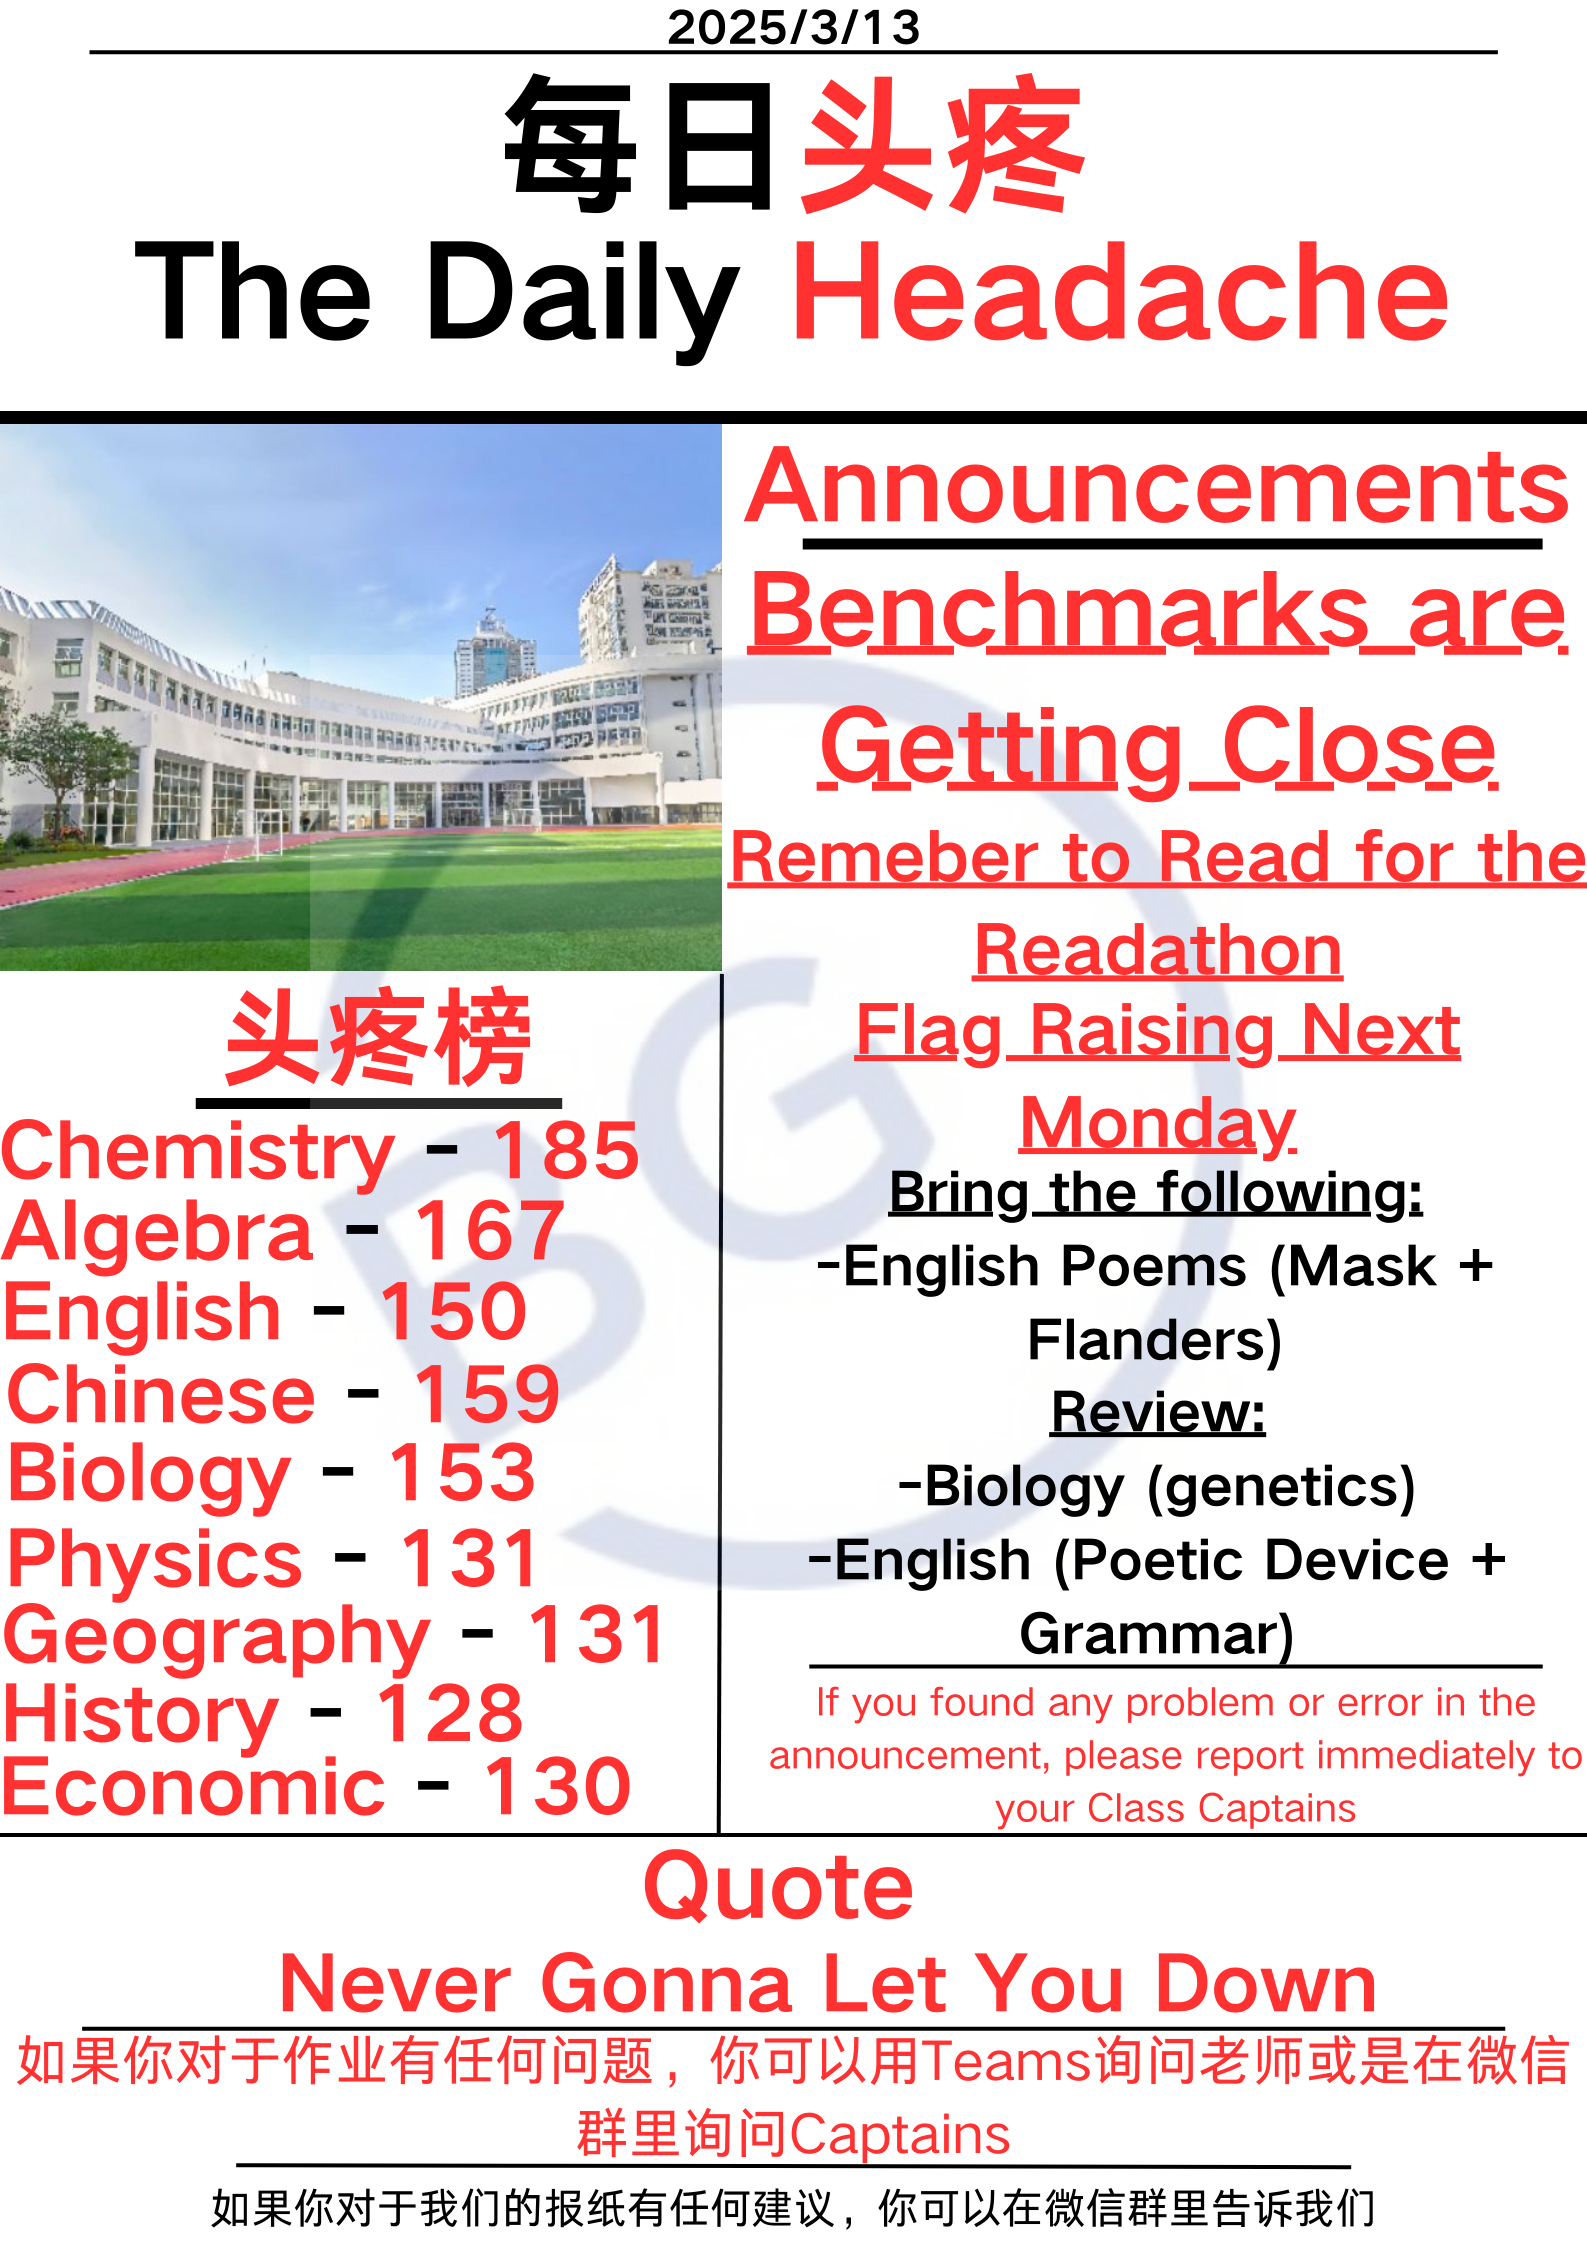 2025/3/13
每日头疼
The Daily Headache
Announcements
Benchmarks are
Getting Close
Remeber to Read for the
Readathon
Flag Raising Next
Monday
Bring the following:
-English Poems (Mask +
Flanders)
Review:
-Biology (genetics)
-English (Poetic Device +
Grammar)
If you found any problem or error in the
announcement, please report immediately to
your Class Captains
头疼榜
Chemistry - 185
Algebra - 167
English - 150
Chinese - 159
Biology - 153
Physics - 131
Geography - 131
History - 128
Economic - 130
BG
Quote
Never Gonna Let You Down
如果你对于作业有任何问题，你可以用Teams询问老师或是在微信
群里询问Captains
如果你对于我们的报纸有任何建议，你可以在微信群里告诉我们